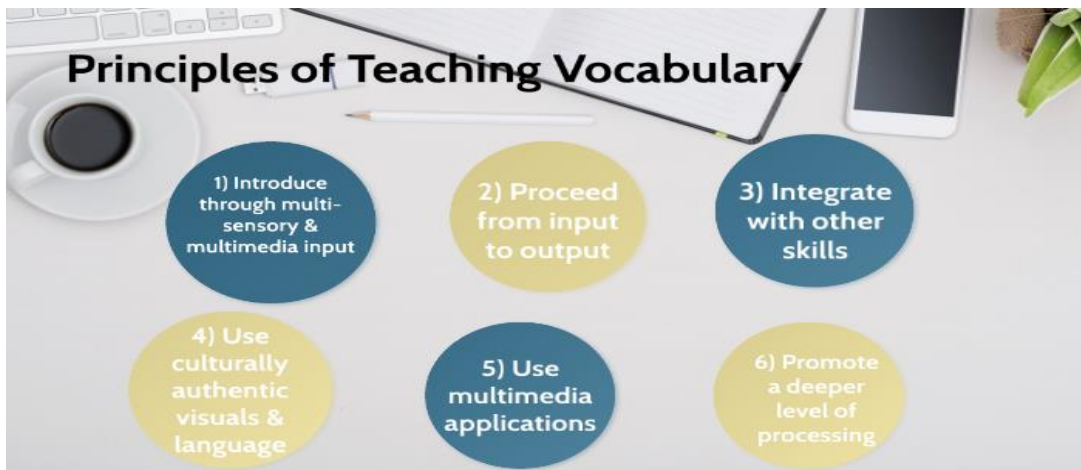 Principles of Teaching Vocabulary
1) Introduce
through multi-
sensory &
multimedia input
2) Proceed
from input
to output
3) Integrate
with other
skills
4) Use
culturally
authentic
visuals &
language
5) Use
multimedia
applications
6) Promote
a deeper
level of
processing